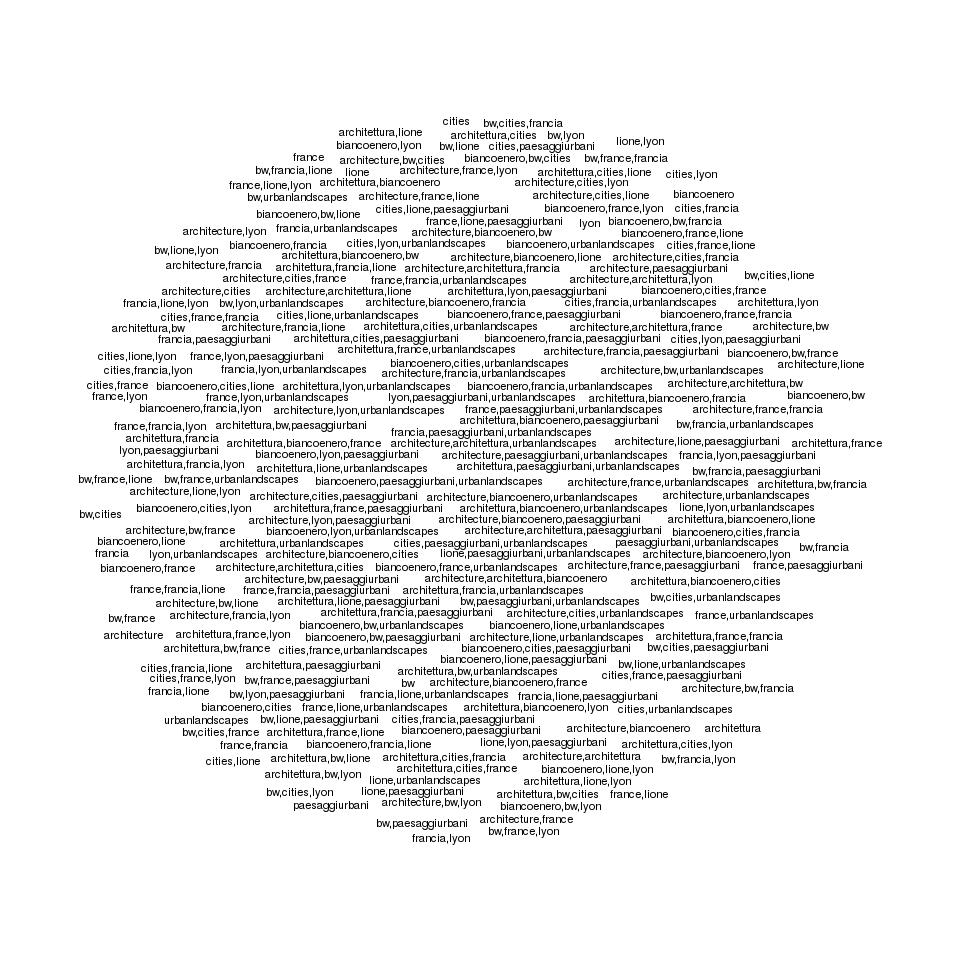 cities
bw,cities,francia
architettura,lione
architettura,cities
bw,lyon
lione,lyon
biancoenero,lyon
bw,lione
cities,paesaggiurbani
france
architecture,bw,cities
biancoenero,bw,cities
bw,france,francia
bw,francia,lione
lione
architecture,france,lyon
architettura,cities,lione
cities,lyon
france,lione,lyon
architettura,biancoenero
architecture,cities,lyon
bw,urbanlandscapes
architecture,france,lione
architecture,cities,lione
biancoenero
biancoenero,bw,lione
cities,lione,paesaggiurbani
biancoenero,france,lyon
cities,francia
france,lione,paesaggiurbani
lyon
biancoenero,bw,francia
architecture,lyon
francia,urbanlandscapes
architecture,biancoenero,bw
biancoenero,france,lione
bw,lione,lyon
biancoenero,francia
cities,lyon,urbanlandscapes
biancoenero,urbanlandscapes
cities,france,lione
architettura,biancoenero,bw
architecture,biancoenero,lione
architecture,cities,francia
architecture,francia
architettura,francia,lione
architecture,architettura,francia
architecture,paesaggiurbani
bw,cities,lione
architecture,cities,france
france,francia,urbanlandscapes
architecture,architettura,lyon
architecture,cities
architecture,architettura,lione
architettura,lyon,paesaggiurbani
biancoenero,cities,france
francia,lione,lyon
bw,lyon,urbanlandscapes
architecture,biancoenero,francia
cities,francia,urbanlandscapes
architettura,lyon
cities,france,francia
cities,lione,urbanlandscapes
biancoenero,france,paesaggiurbani
biancoenero,france,francia
architettura,bw
architecture,francia,lione
architettura,cities,urbanlandscapes
architecture,architettura,france
architecture,bw
francia,paesaggiurbani
architettura,cities,paesaggiurbani
biancoenero,francia,paesaggiurbani
cities,lyon,paesaggiurbani
architettura,france,urbanlandscapes
architecture,francia,paesaggiurbani
biancoenero,bw,france
cities,lione,lyon
france,lyon,paesaggiurbani
biancoenero,cities,urbanlandscapes
architecture,lione
cities,francia,lyon
francia,lyon,urbanlandscapes
architecture,francia,urbanlandscapes
architecture,bw,urbanlandscapes
cities,france
biancoenero,cities,lione
architettura,lyon,urbanlandscapes
biancoenero,francia,urbanlandscapes
architecture,architettura,bw
france,lyon
france,lyon,urbanlandscapes
lyon,paesaggiurbani,urbanlandscapes
architettura,biancoenero,francia
biancoenero,bw
biancoenero,francia,lyon
architecture,lyon,urbanlandscapes
france,paesaggiurbani,urbanlandscapes
architecture,france,francia
architettura,biancoenero,paesaggiurbani
france,francia,lyon
architettura,bw,paesaggiurbani
bw,francia,urbanlandscapes
francia,paesaggiurbani,urbanlandscapes
architettura,francia
architettura,biancoenero,france
architecture,architettura,urbanlandscapes
architecture,lione,paesaggiurbani
architettura,france
lyon,paesaggiurbani
biancoenero,lyon,paesaggiurbani
architecture,paesaggiurbani,urbanlandscapes
francia,lyon,paesaggiurbani
architettura,francia,lyon
architettura,lione,urbanlandscapes
architettura,paesaggiurbani,urbanlandscapes
bw,francia,paesaggiurbani
bw,france,lione
bw,france,urbanlandscapes
biancoenero,paesaggiurbani,urbanlandscapes
architecture,france,urbanlandscapes
architettura,bw,francia
architecture,lione,lyon
architecture,cities,paesaggiurbani
architecture,biancoenero,urbanlandscapes
architecture,urbanlandscapes
bw,cities
biancoenero,cities,lyon
architettura,france,paesaggiurbani
architettura,biancoenero,urbanlandscapes
lione,lyon,urbanlandscapes
architecture,lyon,paesaggiurbani
architecture,biancoenero,paesaggiurbani
architettura,biancoenero,lione
architecture,bw,france
biancoenero,lyon,urbanlandscapes
architecture,architettura,paesaggiurbani
biancoenero,cities,francia
biancoenero,lione
architettura,urbanlandscapes
cities,paesaggiurbani,urbanlandscapes
paesaggiurbani,urbanlandscapes
bw,francia
francia
lyon,urbanlandscapes
architecture,biancoenero,cities
lione,paesaggiurbani,urbanlandscapes
architecture,biancoenero,lyon
biancoenero,france
architecture,architettura,cities
biancoenero,france,urbanlandscapes
architecture,france,paesaggiurbani
france,paesaggiurbani
architecture,bw,paesaggiurbani
architecture,architettura,biancoenero
architettura,biancoenero,cities
france,francia,lione
france,francia,paesaggiurbani
architettura,francia,urbanlandscapes
architecture,bw,lione
architettura,lione,paesaggiurbani
bw,paesaggiurbani,urbanlandscapes
bw,cities,urbanlandscapes
bw,france
architecture,francia,lyon
architettura,francia,paesaggiurbani
architecture,cities,urbanlandscapes
france,urbanlandscapes
biancoenero,bw,urbanlandscapes
biancoenero,lione,urbanlandscapes
architecture
architettura,france,lyon
biancoenero,bw,paesaggiurbani
architecture,lione,urbanlandscapes
architettura,france,francia
architettura,bw,france
cities,france,urbanlandscapes
biancoenero,cities,paesaggiurbani
bw,cities,paesaggiurbani
biancoenero,lione,paesaggiurbani
cities,francia,lione
architettura,paesaggiurbani
architettura,bw,urbanlandscapes
bw,lione,urbanlandscapes
cities,france,lyon
bw,france,paesaggiurbani
bw
architecture,biancoenero,france
cities,france,paesaggiurbani
francia,lione
bw,lyon,paesaggiurbani
francia,lione,urbanlandscapes
francia,lione,paesaggiurbani
architecture,bw,francia
biancoenero,cities
france,lione,urbanlandscapes
architettura,biancoenero,lyon
cities,urbanlandscapes
urbanlandscapes
bw,lione,paesaggiurbani
cities,francia,paesaggiurbani
bw,cities,france
architettura,france,lione
biancoenero,paesaggiurbani
architecture,biancoenero
architettura
france,francia
biancoenero,francia,lione
lione,lyon,paesaggiurbani
architettura,cities,lyon
cities,lione
architettura,bw,lione
architettura,cities,francia
architecture,architettura
bw,francia,lyon
architettura,bw,lyon
architettura,cities,france
biancoenero,lione,lyon
lione,urbanlandscapes
architettura,lione,lyon
bw,cities,lyon
lione,paesaggiurbani
architettura,bw,cities
france,lione
paesaggiurbani
architecture,bw,lyon
biancoenero,bw,lyon
bw,paesaggiurbani
architecture,france
bw,france,lyon
francia,lyon